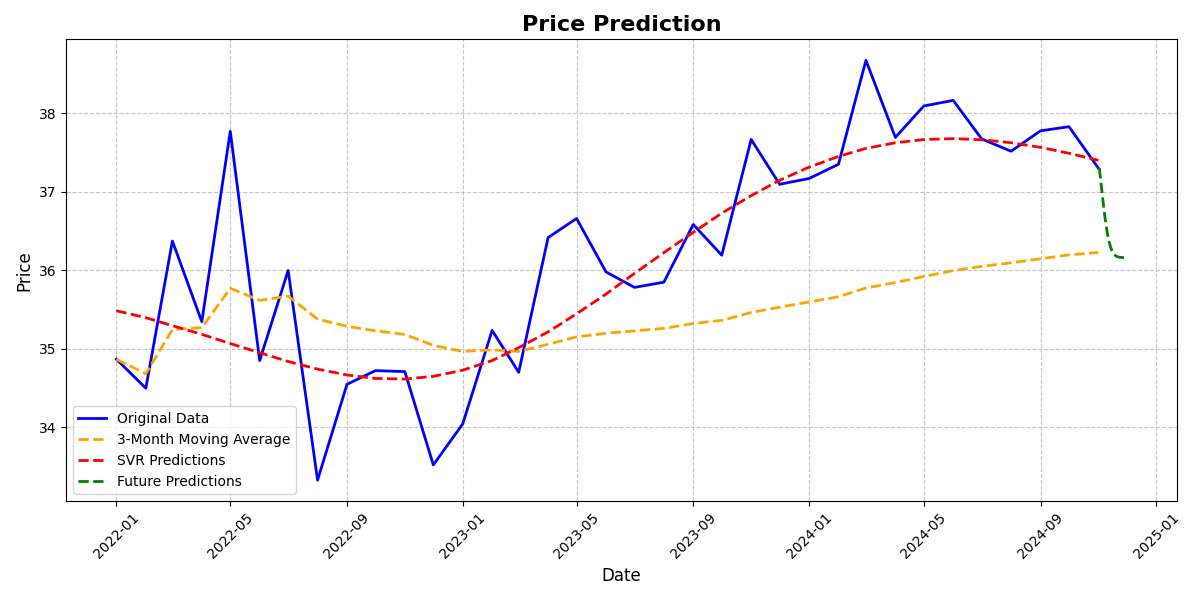 Price Prediction
Price
38
37
36
35
34
Original Data
3-Month Moving Average
SVR Predictions
Future Predictions
2022-01
2022-05
2022-09
2023-01
2023-05
2023-09
2024-01
2024-05
2024-09
2025-01
Date